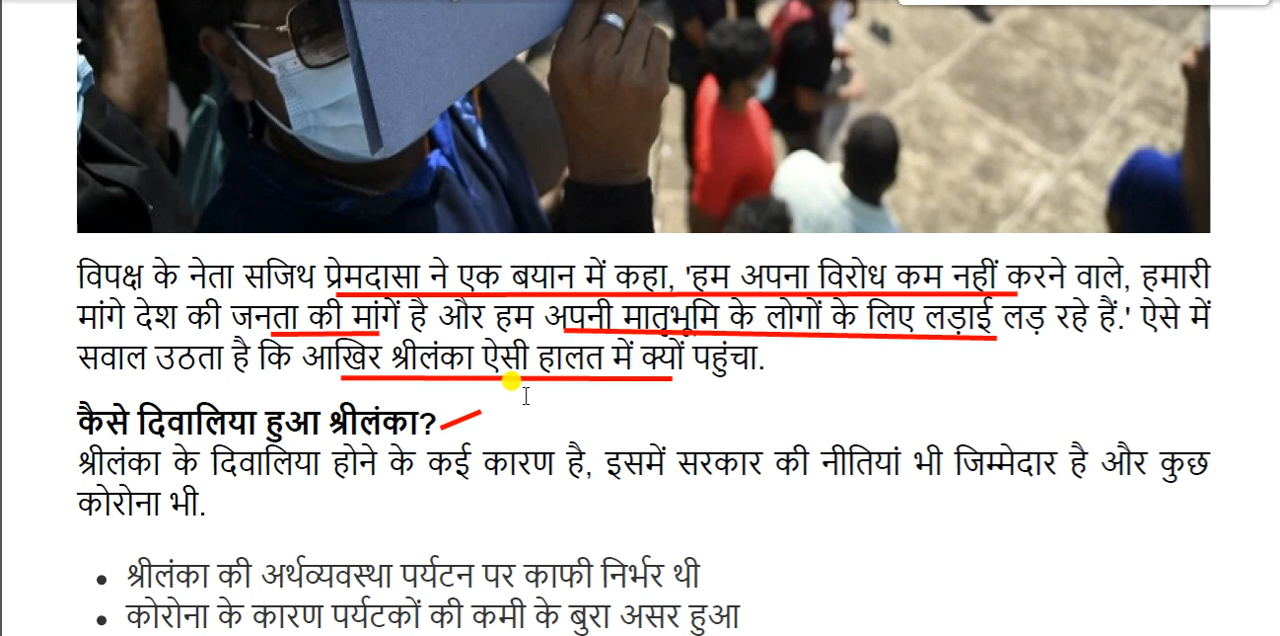 विपक्ष के नेता सजिथ प्रेमदासा ने एक बयान में कहा, 'हम अपना विरोध कम नहीं करने वाले, हमारी
मांगे देश की जनता की मांगें है और हम अपनी मातृभूमि के लोगों के लिए लड़ाई लड़ रहे हैं.' ऐसे में
सवाल उठता है कि आखिर श्रीलंका ऐसी हालत में क्यों पहुंचा.
कैसे दिवालिया हुआ श्रीलंका?
श्रीलंका के दिवालिया होने के कई कारण है, इसमें सरकार की नीतियां भी जिम्मेदार है और कुछ
कोरोना भी.
• श्रीलंका की अर्थव्यवस्था पर्यटन पर काफी निर्भर थी
• कोरोना के कारण पर्यटकों की कमी के बुरा असर हुआ